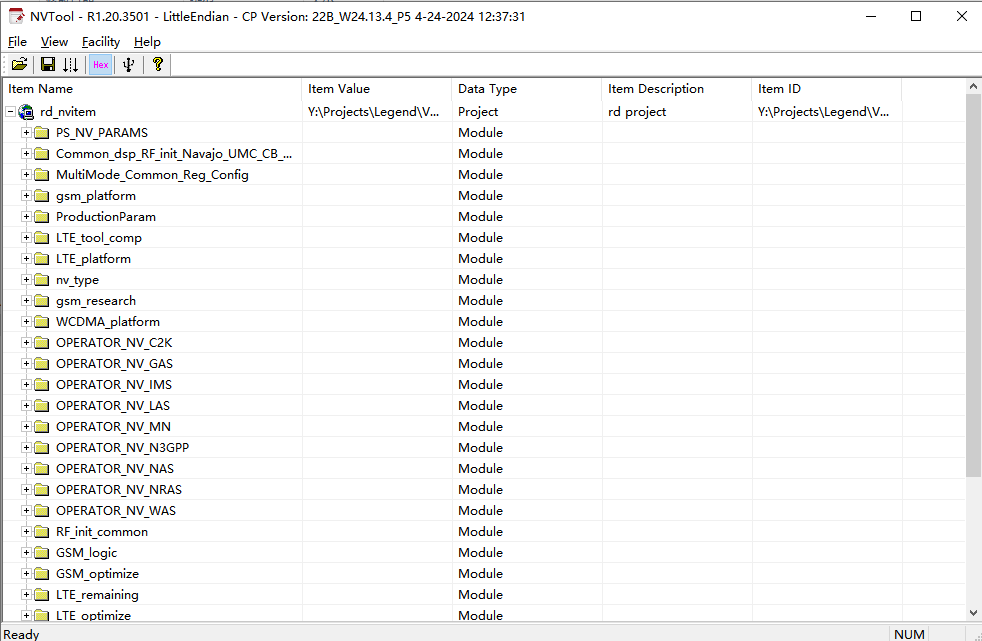 NVTool - R1.20.3501 - LittleEndian - CP Version: 22B_W24.13.4_P5 4-24-2024 12:37:31
File View Facility Help
Hex
Item Name Item Value Data Type Item Description Item ID
rd_nvitem Y:\Projects\Legend\V... Project rd project Y:\Projects\Legend\V...
PS_NV_PARAMS Module
Common_dsp_RF_init_Navajo_UMC_CB_... Module
MultiMode_Common_Reg_Config Module
gsm_platform Module
ProductionParam Module
LTE_tool_comp Module
LTE_platform Module
nv_type Module
gsm_research Module
WCDMA_platform Module
OPERATOR_NV_C2K Module
OPERATOR_NV_GAS Module
OPERATOR_NV_IMS Module
OPERATOR_NV_LAS Module
OPERATOR_NV_MN Module
OPERATOR_NV_N3GPP Module
OPERATOR_NV_NAS Module
OPERATOR_NV_NRAS Module
OPERATOR_NV_WAS Module
RF_init_common Module
GSM_logic Module
GSM_optimize Module
LTE_remaining Module
LTE_optimize Module
Ready NUM